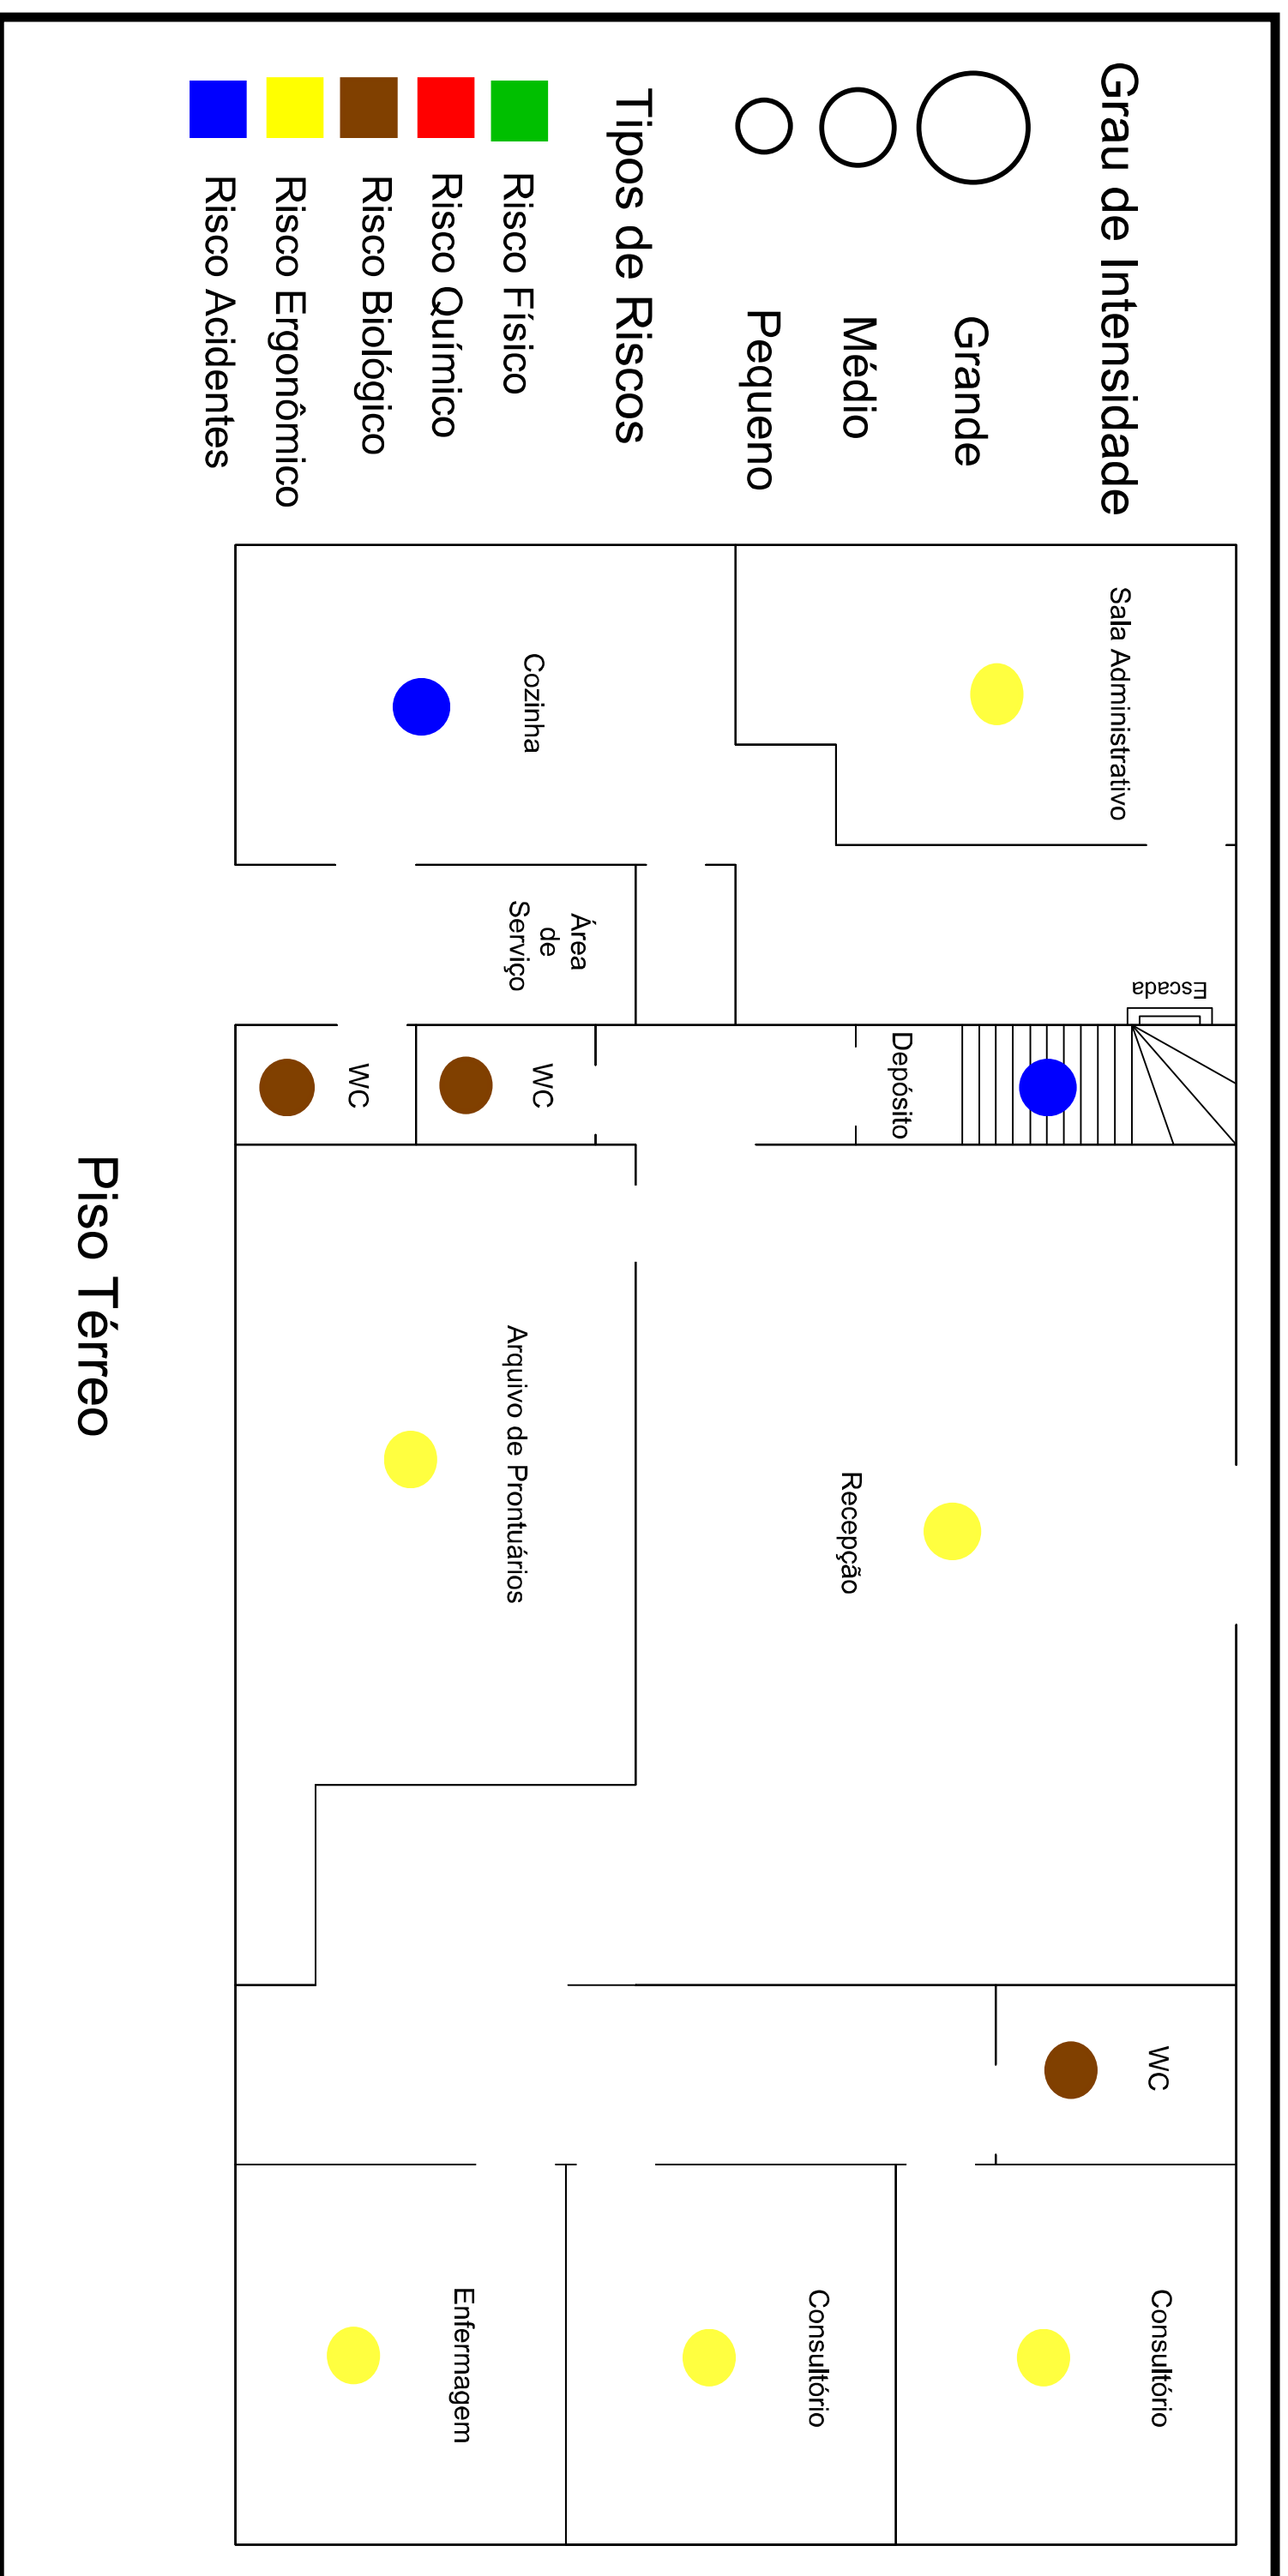 Grau de Intensidade
Grande
Médio
Pequeno
Tipos de Riscos
Risco Físico
Risco Químico
Risco Biológico
Risco Ergonômico
Risco Acidentes
Sala Administrativo
Cozinha
Área
de
Serviço
Escada
Depósito
WC
WC
Recepção
Arquivo de Prontuários
WC
Consultório
Consultório
Enfermagem
Piso Térreo